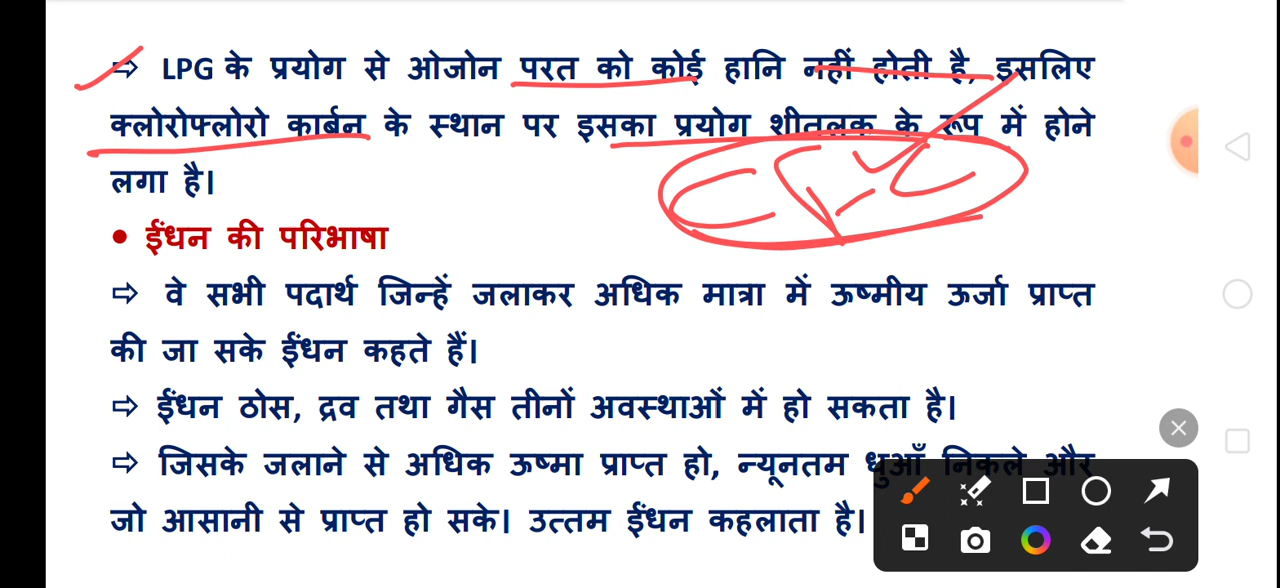 ⇨ LPG के प्रयोग से ओजोन परत को कोई हानि नहीं होती है, इसलिए
क्लोरोफ्लोरो कार्बन के स्थान पर इसका प्रयोग शीतलक के रूप में होने
लगा है।
CFC
• ईंधन की परिभाषा
⇨ वे सभी पदार्थ जिन्हें जलाकर अधिक मात्रा में ऊष्मीय ऊर्जा प्राप्त
की जा सके ईंधन कहते हैं।
⇨ ईंधन ठोस, द्रव तथा गैस तीनों अवस्थाओं में हो सकता है।
⇨ जिसके जलाने से अधिक ऊष्मा प्राप्त हो, न्यूनतम धुआँ निकले और
जो आसानी से प्राप्त हो सके। उत्तम ईंधन कहलाता है।